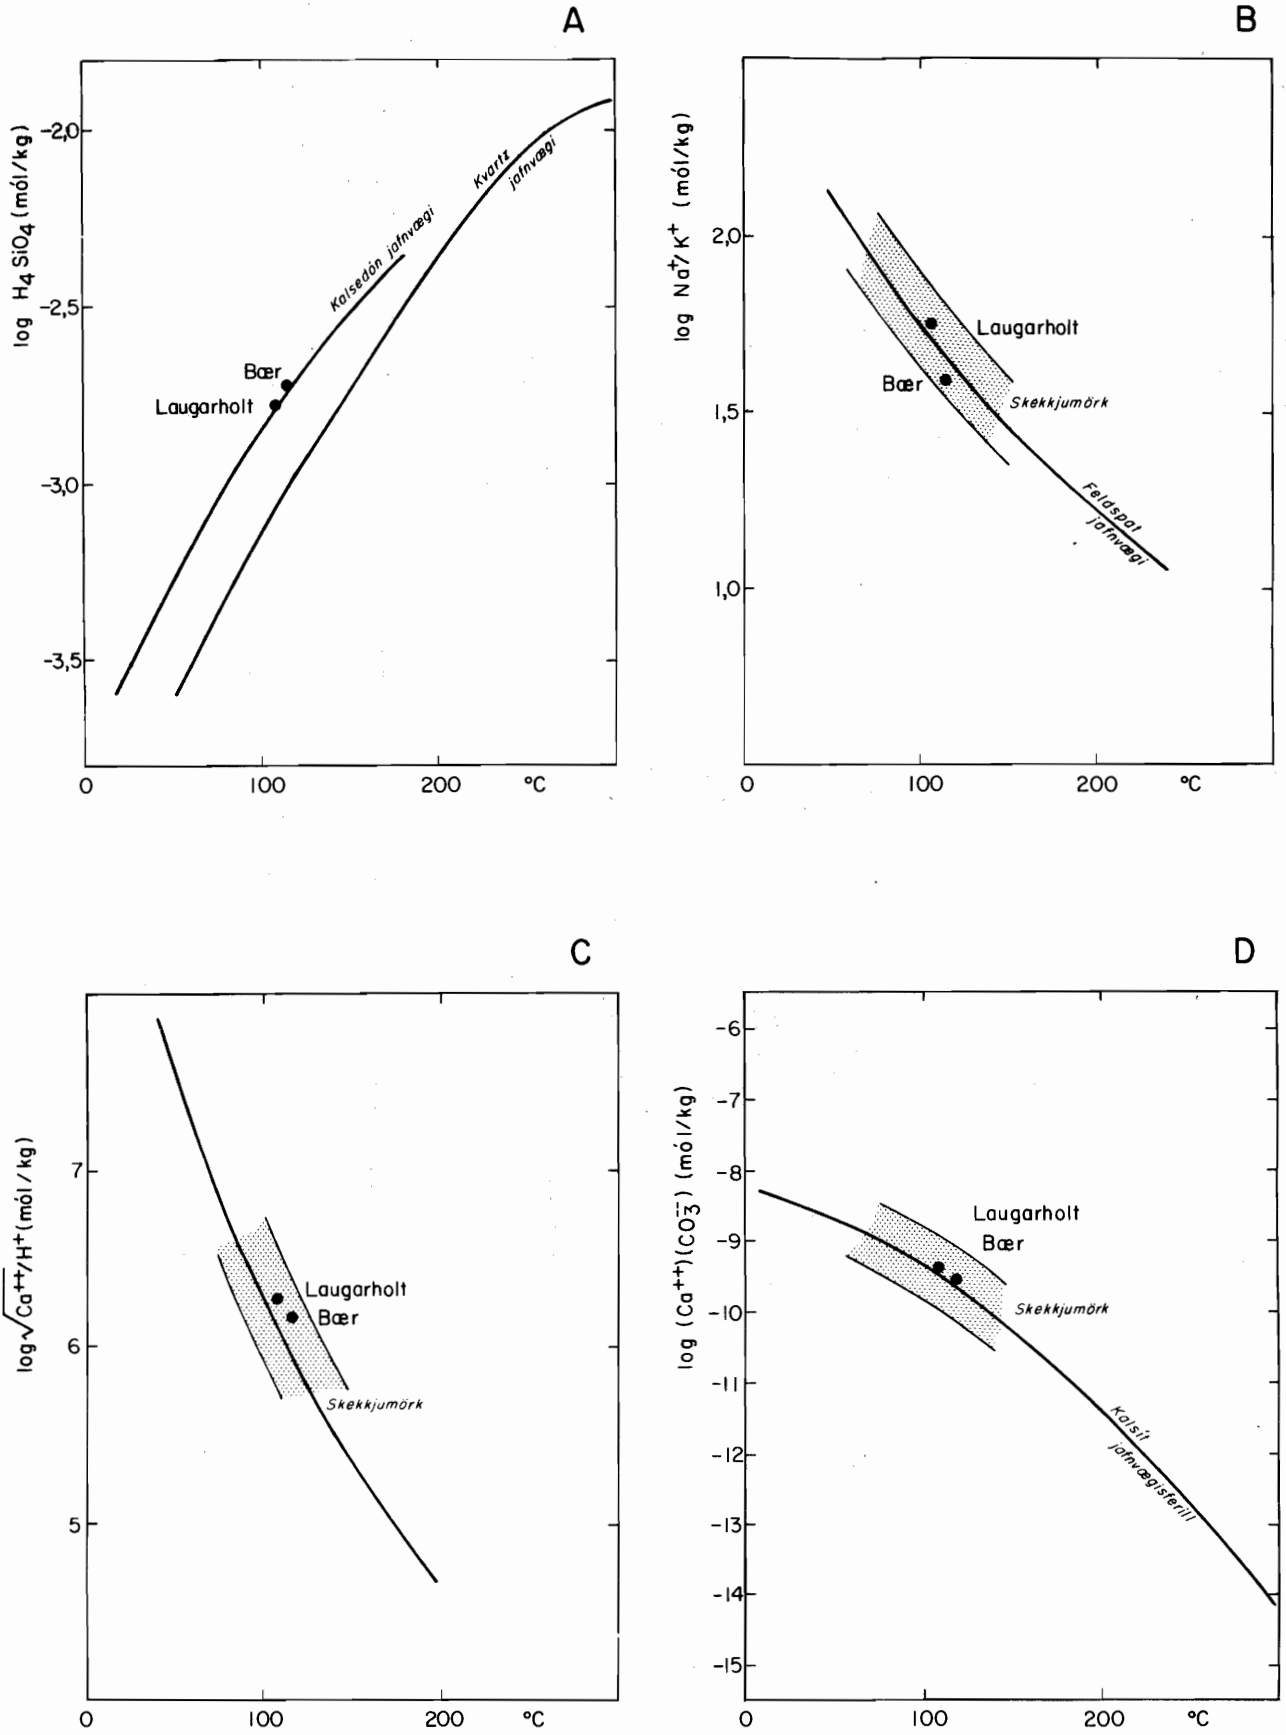 A
log H4 SiO4 (mól/kg)
-2,0
-2,5
-3,0
-3,5
Kvartz
jafnvægi
Kalsedón jafnvægi
Bær
Laugarholt
0
100
200
°C
B
log Na+/K+ (mól/kg)
2,0
1,5
1,0
Laugarholt
Bær
Skekkjumörk
Feldspat
jafnvægi
0
100
200
°C
C
log√Ca++/H+(mól/kg)
7
6
5
Laugarholt
Bær
Skekkjumörk
0
100
200
°C
D
log (Ca++)(CO3--) (mól/kg)
-6
-7
-8
-9
-10
-11
-12
-13
-14
-15
Laugarholt
Bær
Skekkjumörk
Kalsít
jafnvægisferill
0
100
200
°C